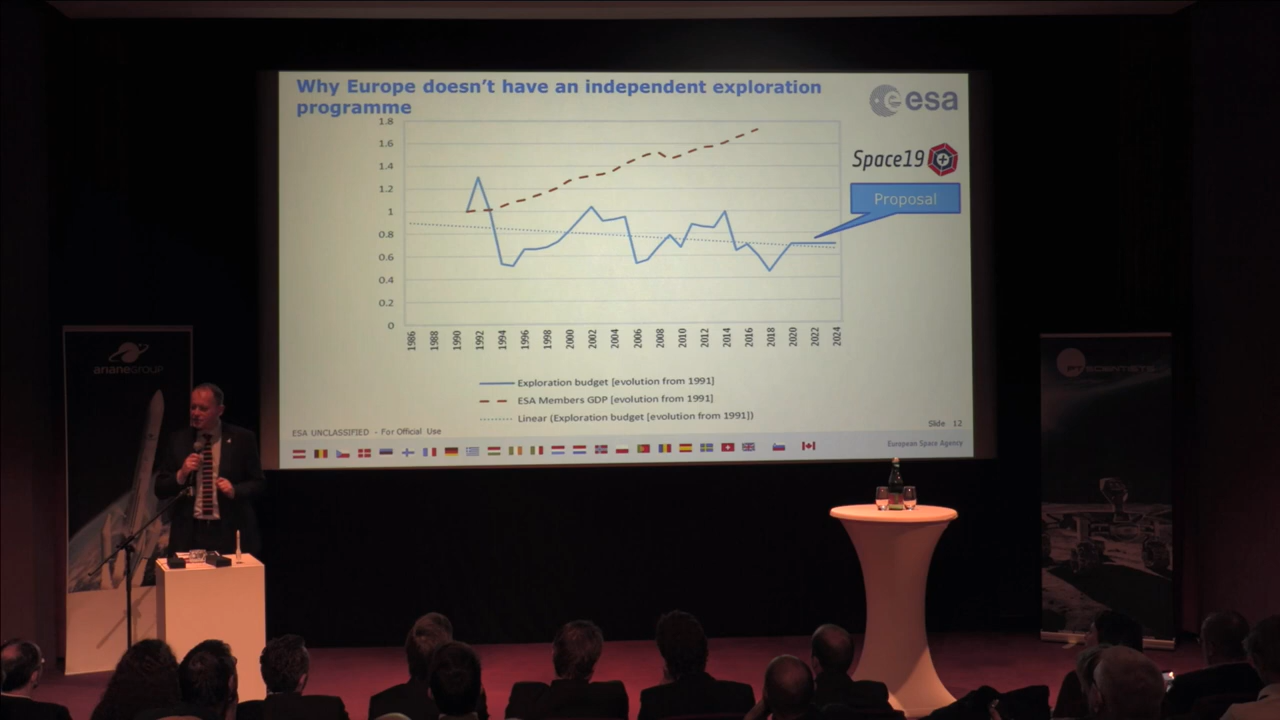 Why Europe doesn't have an independent exploration
programme
esa
Space19
Proposal
1.8
1.6
1.4
1.2
1
0.8
0.6
0.4
0.2
0
1986 1988 1990 1992 1994 1996 1998 2000 2002 2004 2006 2008 2010 2012 2014 2016 2018 2020 2022 2024
Exploration budget [evolution from 1991]
ESA Members GDP [evolution from 1991]
Linear (Exploration budget [evolution from 1991])
ESA UNCLASSIFIED - For Official Use
Slide 12
European Space Agency
arianeGROUP
PTSCIENTISTS